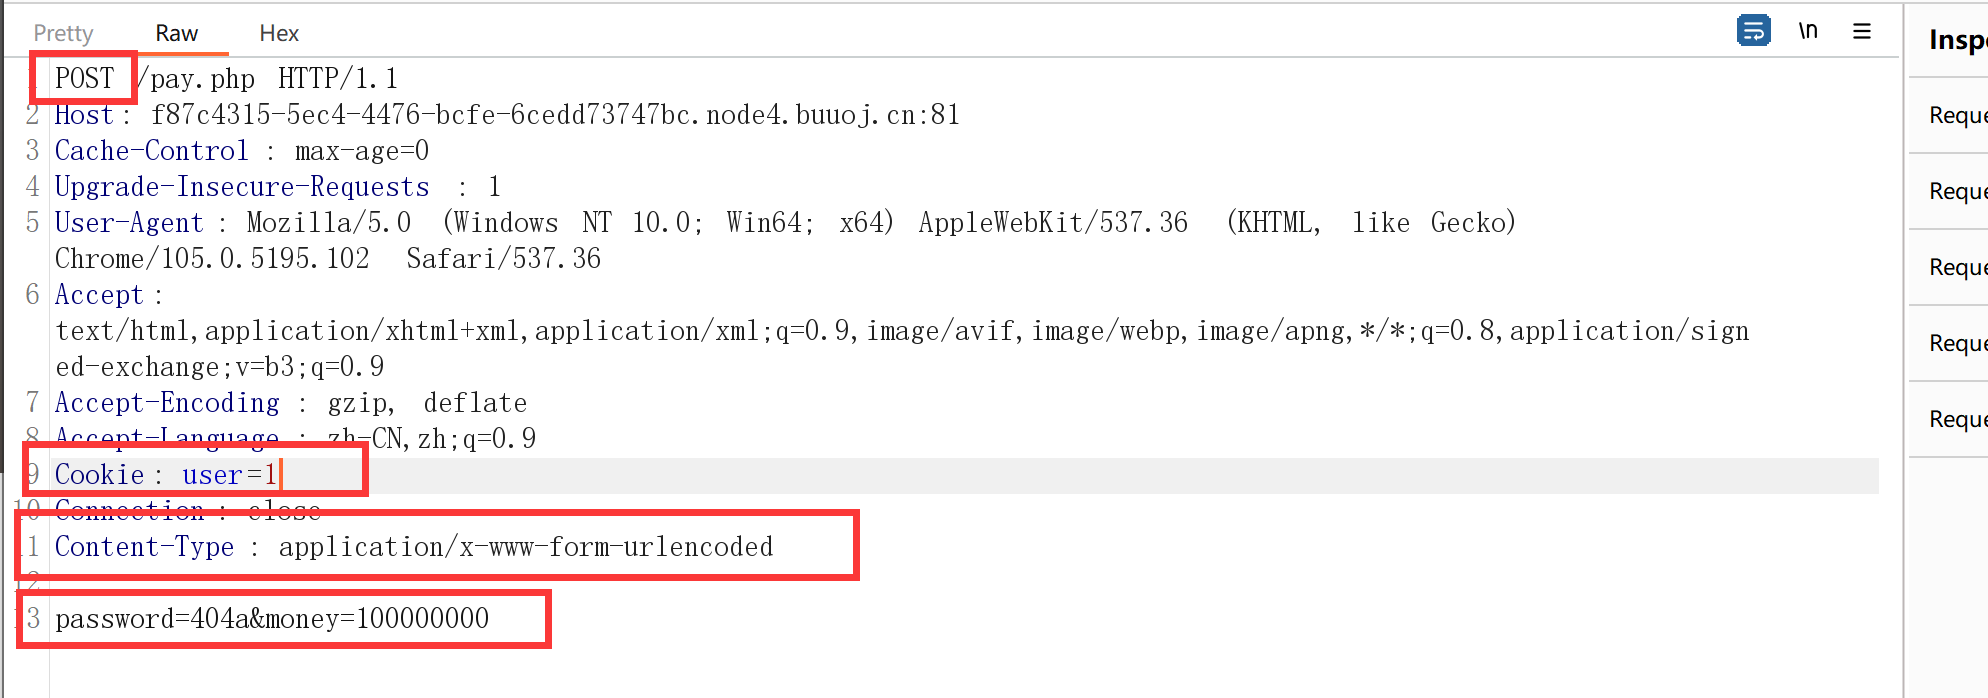 Pretty Raw Hex \n
Inspe
1 POST /pay.php HTTP/1.1
2 Host: f87c4315-5ec4-4476-bcfe-6cedd73747bc.node4.buuoj.cn:81
3 Cache-Control: max-age=0
4 Upgrade-Insecure-Requests: 1
5 User-Agent: Mozilla/5.0 (Windows NT 10.0; Win64; x64) AppleWebKit/537.36 (KHTML, like Gecko)
Chrome/105.0.5195.102 Safari/537.36
6 Accept:
text/html,application/xhtml+xml,application/xml;q=0.9,image/avif,image/webp,image/apng,*/*;q=0.8,application/sign
ed-exchange;v=b3;q=0.9
7 Accept-Encoding: gzip, deflate
8 Accept-Language: zh-CN,zh;q=0.9
9 Cookie: user=1
10 Connection: close
11 Content-Type: application/x-www-form-urlencoded
12
13 password=404a&money=100000000
Reque
Reque
Reque
Reque
Reque